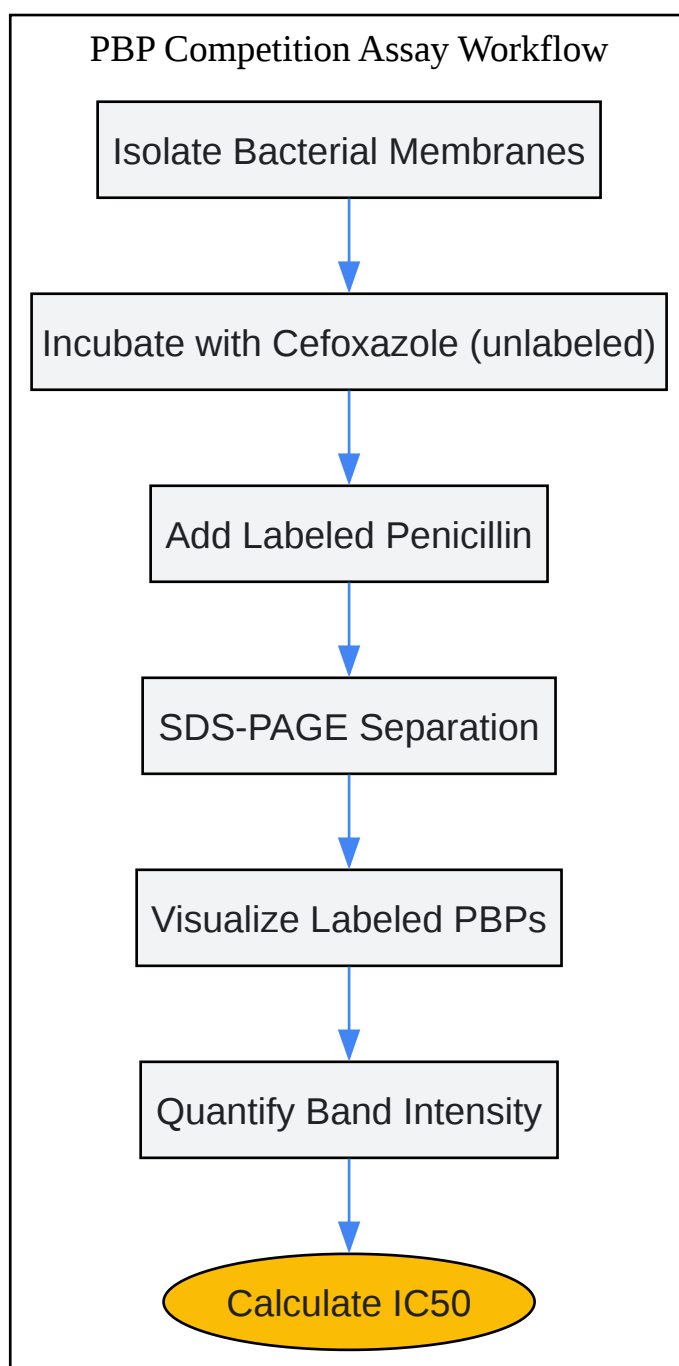 PBP Competition Assay Workflow
Isolate Bacterial Membranes
Incubate with Cefoxazole (unlabeled)
Add Labeled Penicillin
SDS-PAGE Separation
Visualize Labeled PBPs
Quantify Band Intensity
Calculate IC50